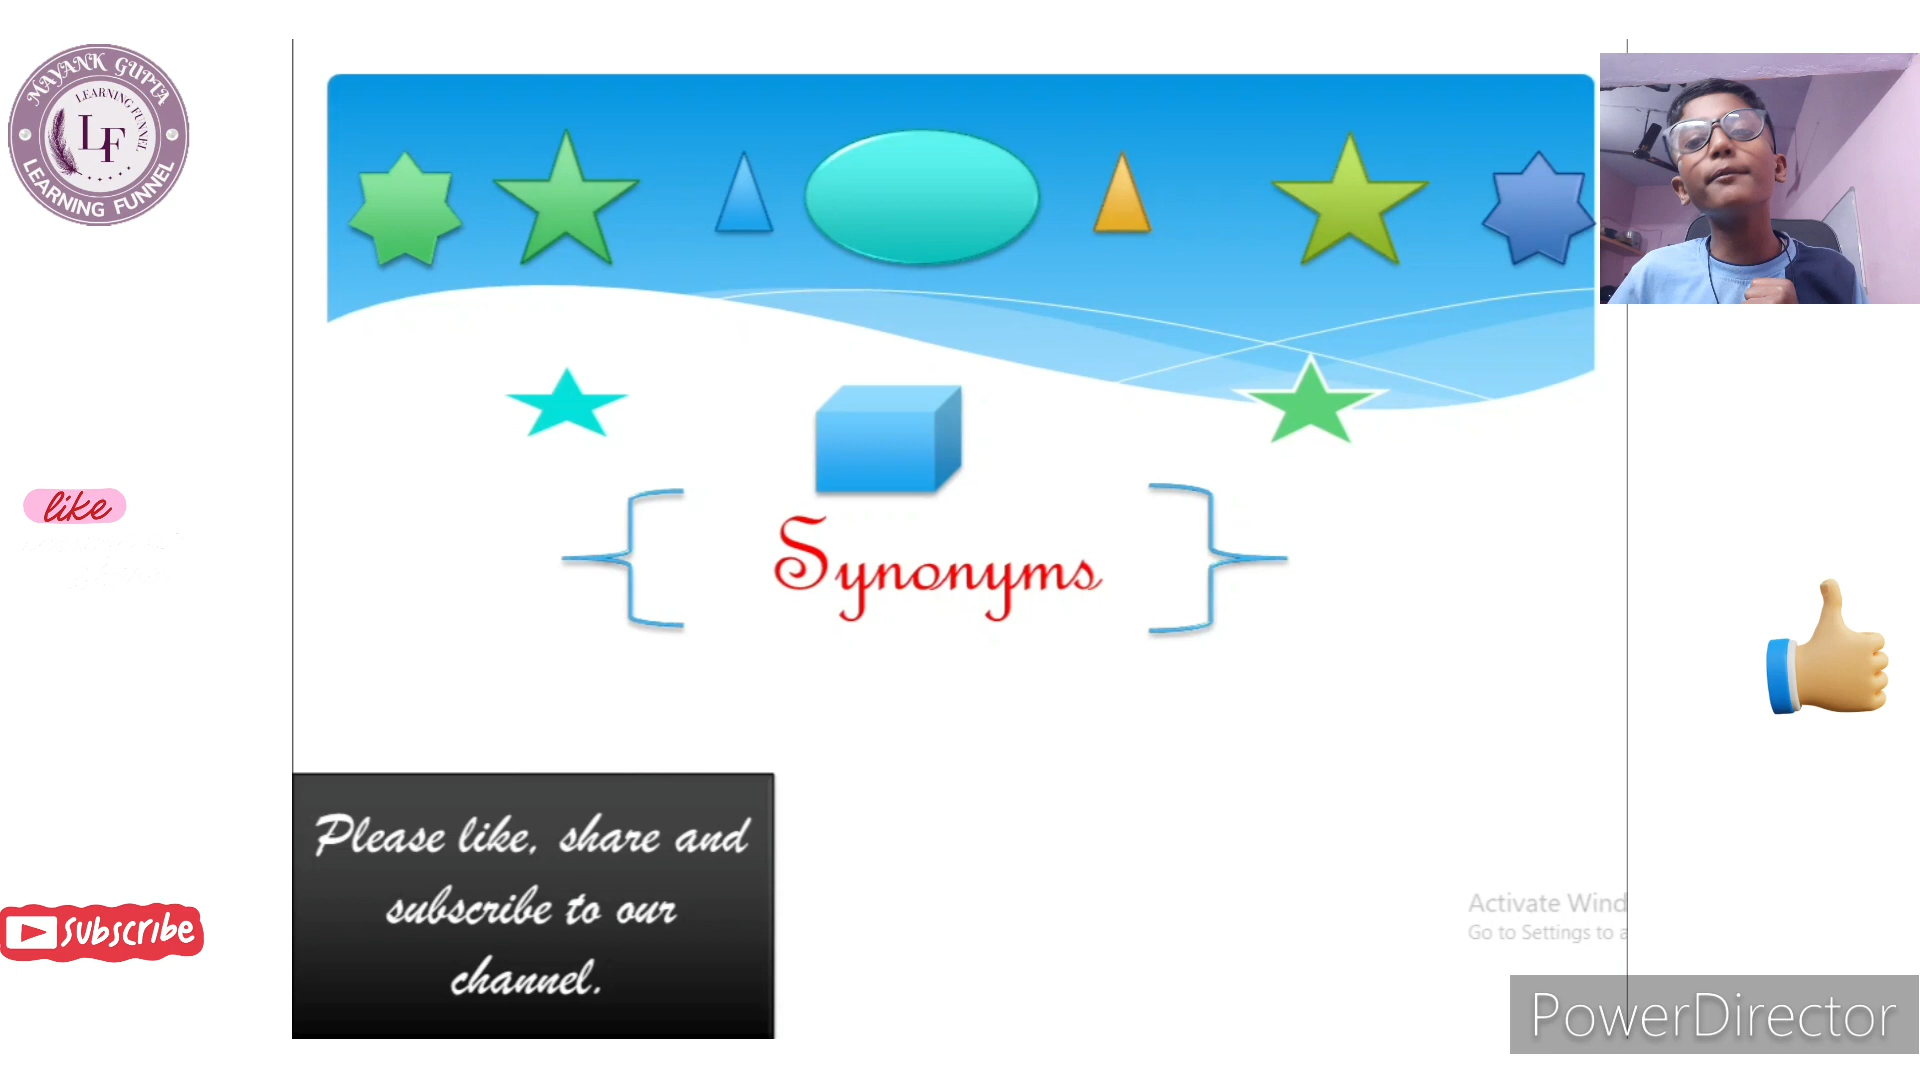 MAYANK GUPTA
LEARNING FUNNEL
LF
LEARNING FUNNEL
like
Synonyms
Please like, share and
subscribe to our
channel.
subscribe
Activate Wind
Go to Settings to a
PowerDirector